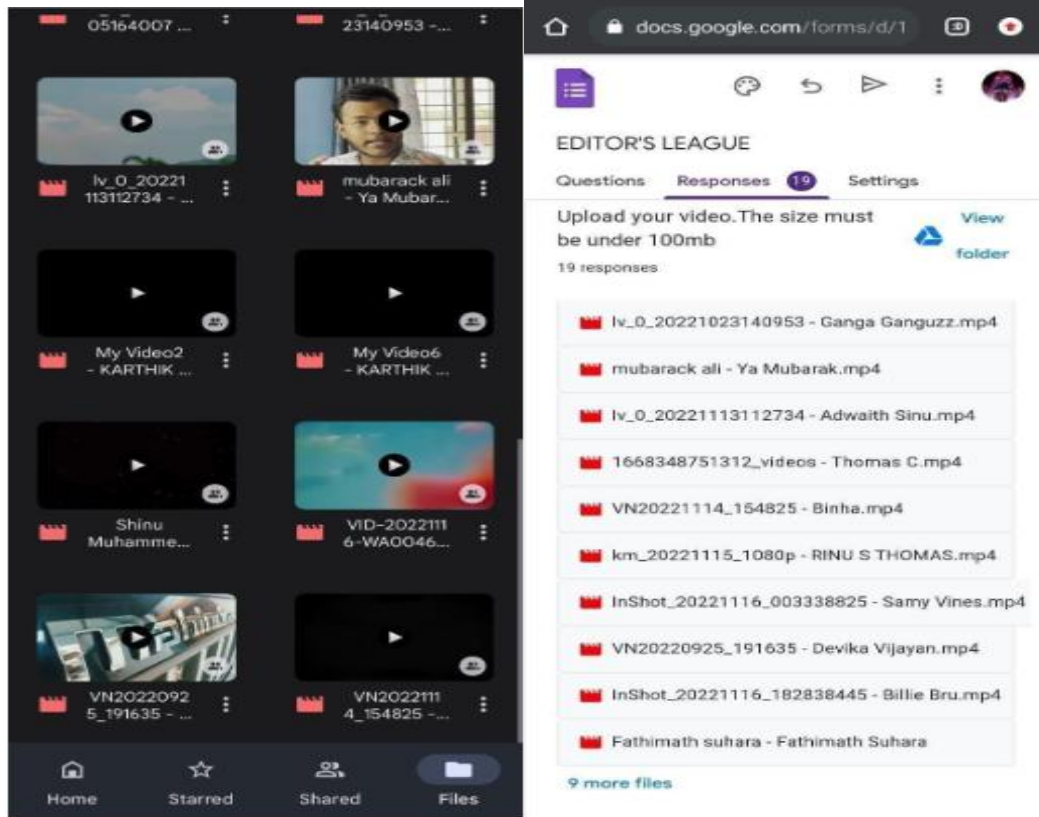 05164007 ...
23140953 -...
lv_0_20221
113112734 - ...
mubarack ali
- Ya Mubar...
My Video2
- KARTHIK ...
My Video6
- KARTHIK ...
Shinu
Muhamme...
VID-2022111
6-WA0046...
VN2022092
5_191635 - ...
VN2022111
4_154825 -...
Home
Starred
Shared
Files
docs.google.com/forms/d/1
:D
EDITOR'S LEAGUE
Questions
Responses 19
Settings
Upload your video.The size must
be under 100mb
View
folder
19 responses
lv_0_20221023140953 - Ganga Ganguzz.mp4
mubarack ali - Ya Mubarak.mp4
lv_0_20221113112734 - Adwaith Sinu.mp4
1668348751312_videos - Thomas C.mp4
VN20221114_154825 - Binha.mp4
km_20221115_1080p - RINU S THOMAS.mp4
InShot_20221116_003338825 - Samy Vines.mp4
VN20220925_191635 - Devika Vijayan.mp4
InShot_20221116_182838445 - Billie Bru.mp4
Fathimath suhara - Fathimath Suhara
9 more files